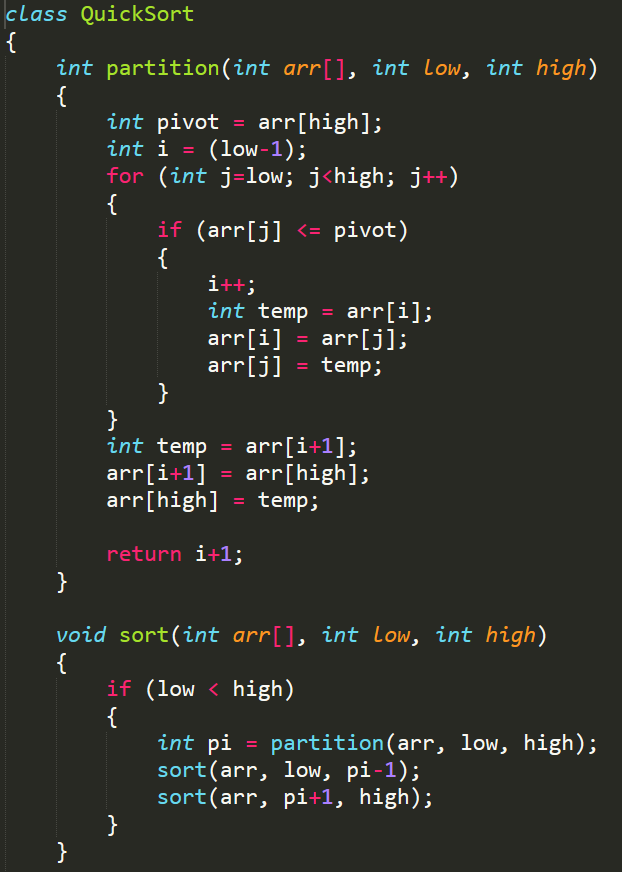 class QuickSort
{
    int partition(int arr[], int low, int high)
    {
        int pivot = arr[high];
        int i = (low-1);
        for (int j=low; j<high; j++)
        {
            if (arr[j] <= pivot)
            {
                i++;
                int temp = arr[i];
                arr[i] = arr[j];
                arr[j] = temp;
            }
        }
        int temp = arr[i+1];
        arr[i+1] = arr[high];
        arr[high] = temp;

        return i+1;
    }

    void sort(int arr[], int low, int high)
    {
        if (low < high)
        {
            int pi = partition(arr, low, high);
            sort(arr, low, pi-1);
            sort(arr, pi+1, high);
        }
    }